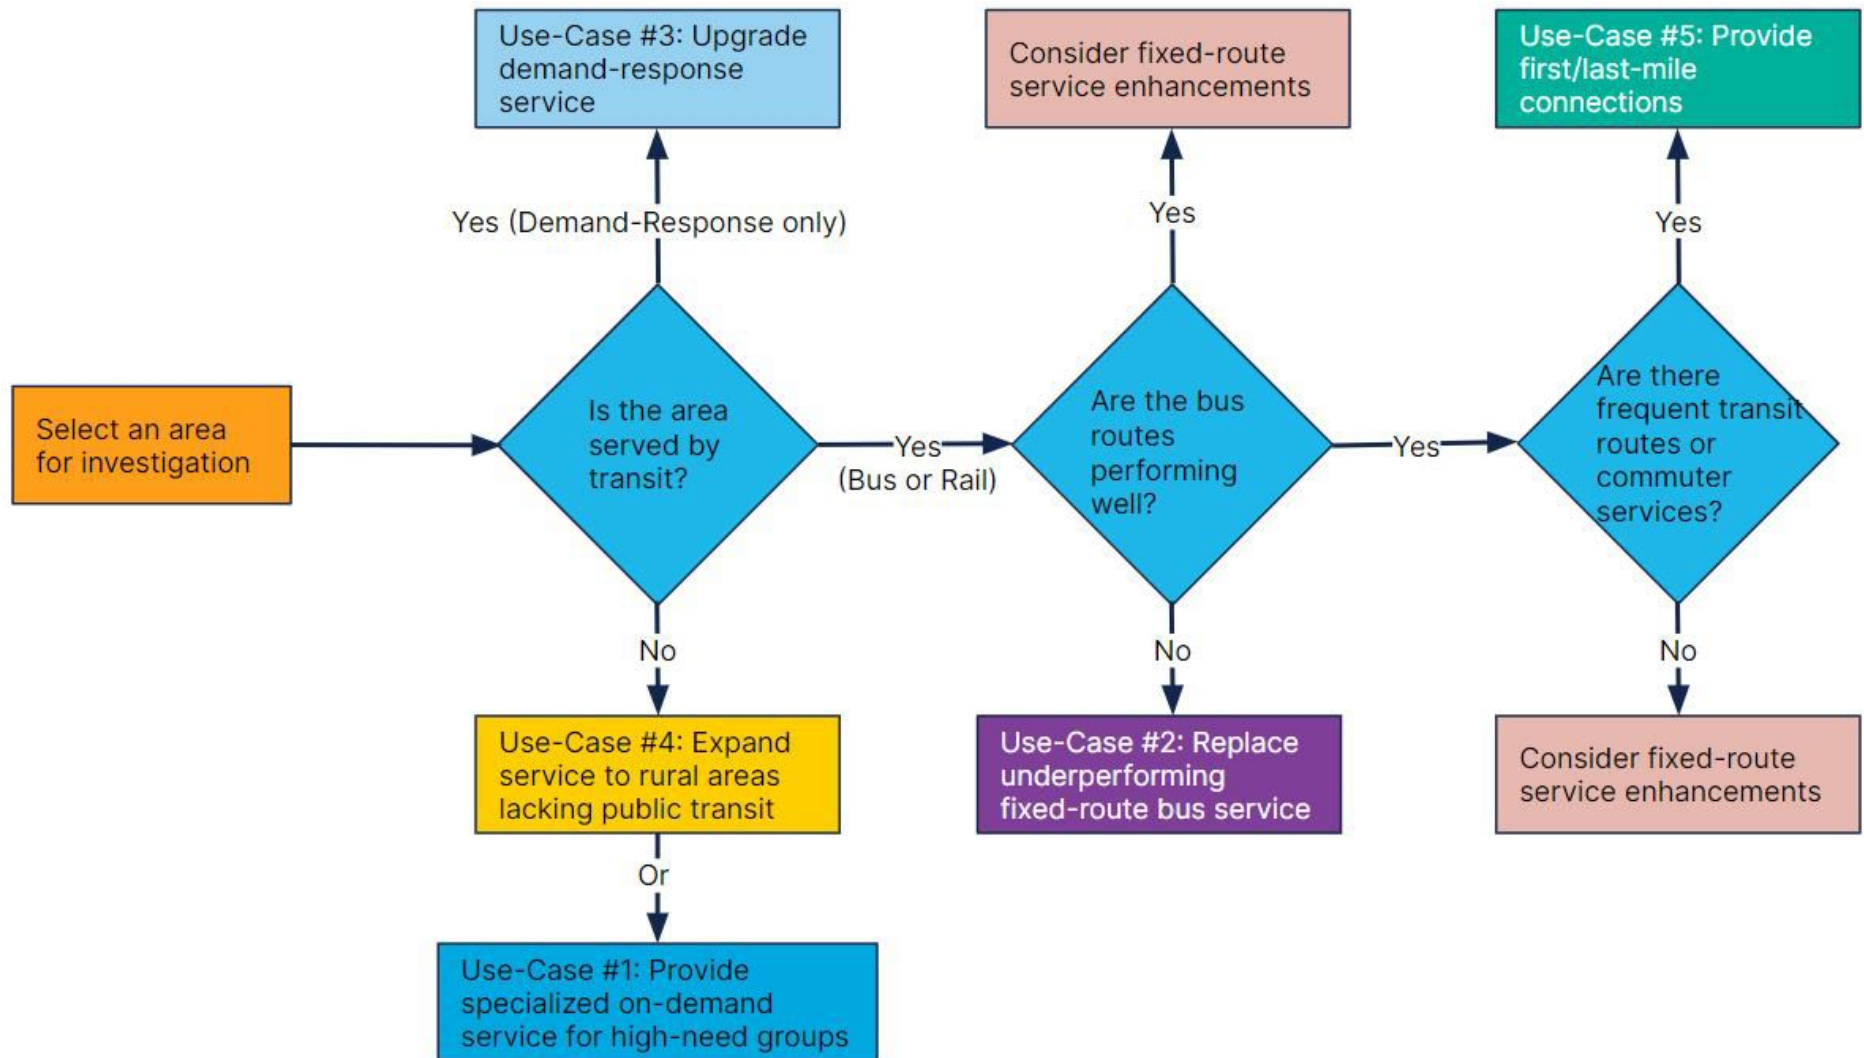 Use-Case #3: Upgrade
demand-response
service
Consider fixed-route
service enhancements
Use-Case #5: Provide
first/last-mile
connections
Yes (Demand-Response only)
Yes
Yes
Select an area
for investigation
Is the area
served by
transit?
Yes
(Bus or Rail)
Are the bus
routes
performing
well?
Yes
Are there
frequent transit
routes or
commuter
services?
No
No
No
Use-Case #4: Expand
service to rural areas
lacking public transit
Use-Case #2: Replace
underperforming
fixed-route bus service
Consider fixed-route
service enhancements
Or
Use-Case #1: Provide
specialized on-demand
service for high-need groups